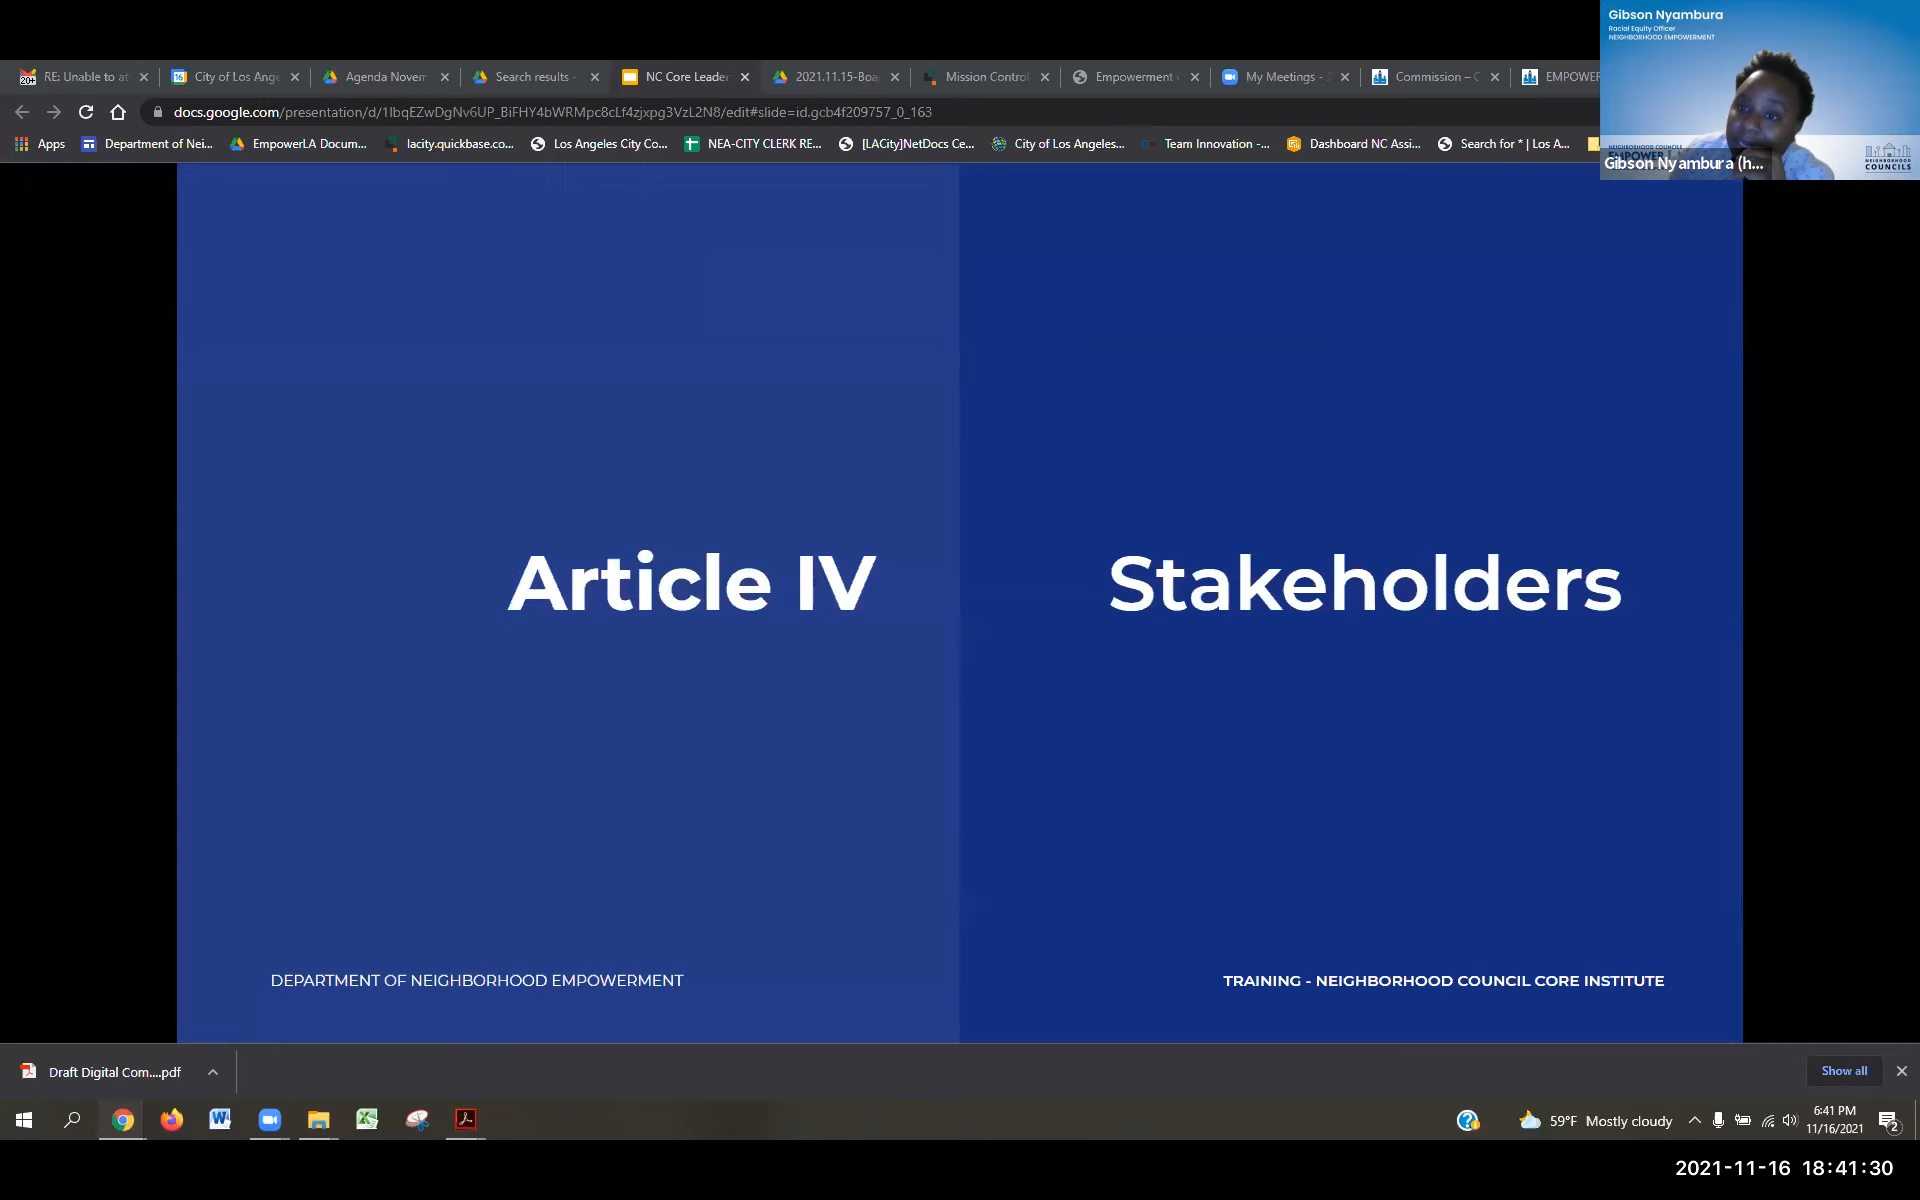 Gibson Nyambura
Racial Equity Officer
NEIGHBORHOOD EMPOWERMENT
RE: Unable to at
City of Los Ange
Agenda Novem
Search results -
NC Core Leader
2021.11.15-Boa
Mission Control
Empowerment
My Meetings -
Commission – C
EMPOWER
docs.google.com/presentation/d/1lbqEZwDgNv6UP_BiFHY4bWRMpc8cLf4zjxpg3VzL2N8/edit#slide=id.gcb4f209757_0_163
Apps
Department of Nei...
EmpowerLA Docum...
lacity.quickbase.co...
Los Angeles City Co...
NEA-CITY CLERK RE...
[LACity]NetDocs Ce...
City of Los Angeles...
Team Innovation -...
Dashboard NC Assi...
Search for * | Los A...
Gibson Nyambura (h...
NEIGHBORHOOD
COUNCILS
Article IV
Stakeholders
DEPARTMENT OF NEIGHBORHOOD EMPOWERMENT
TRAINING - NEIGHBORHOOD COUNCIL CORE INSTITUTE
Draft Digital Com....pdf
Show all
59°F Mostly cloudy
6:41 PM
11/16/2021
2
2021-11-16 18:41:30